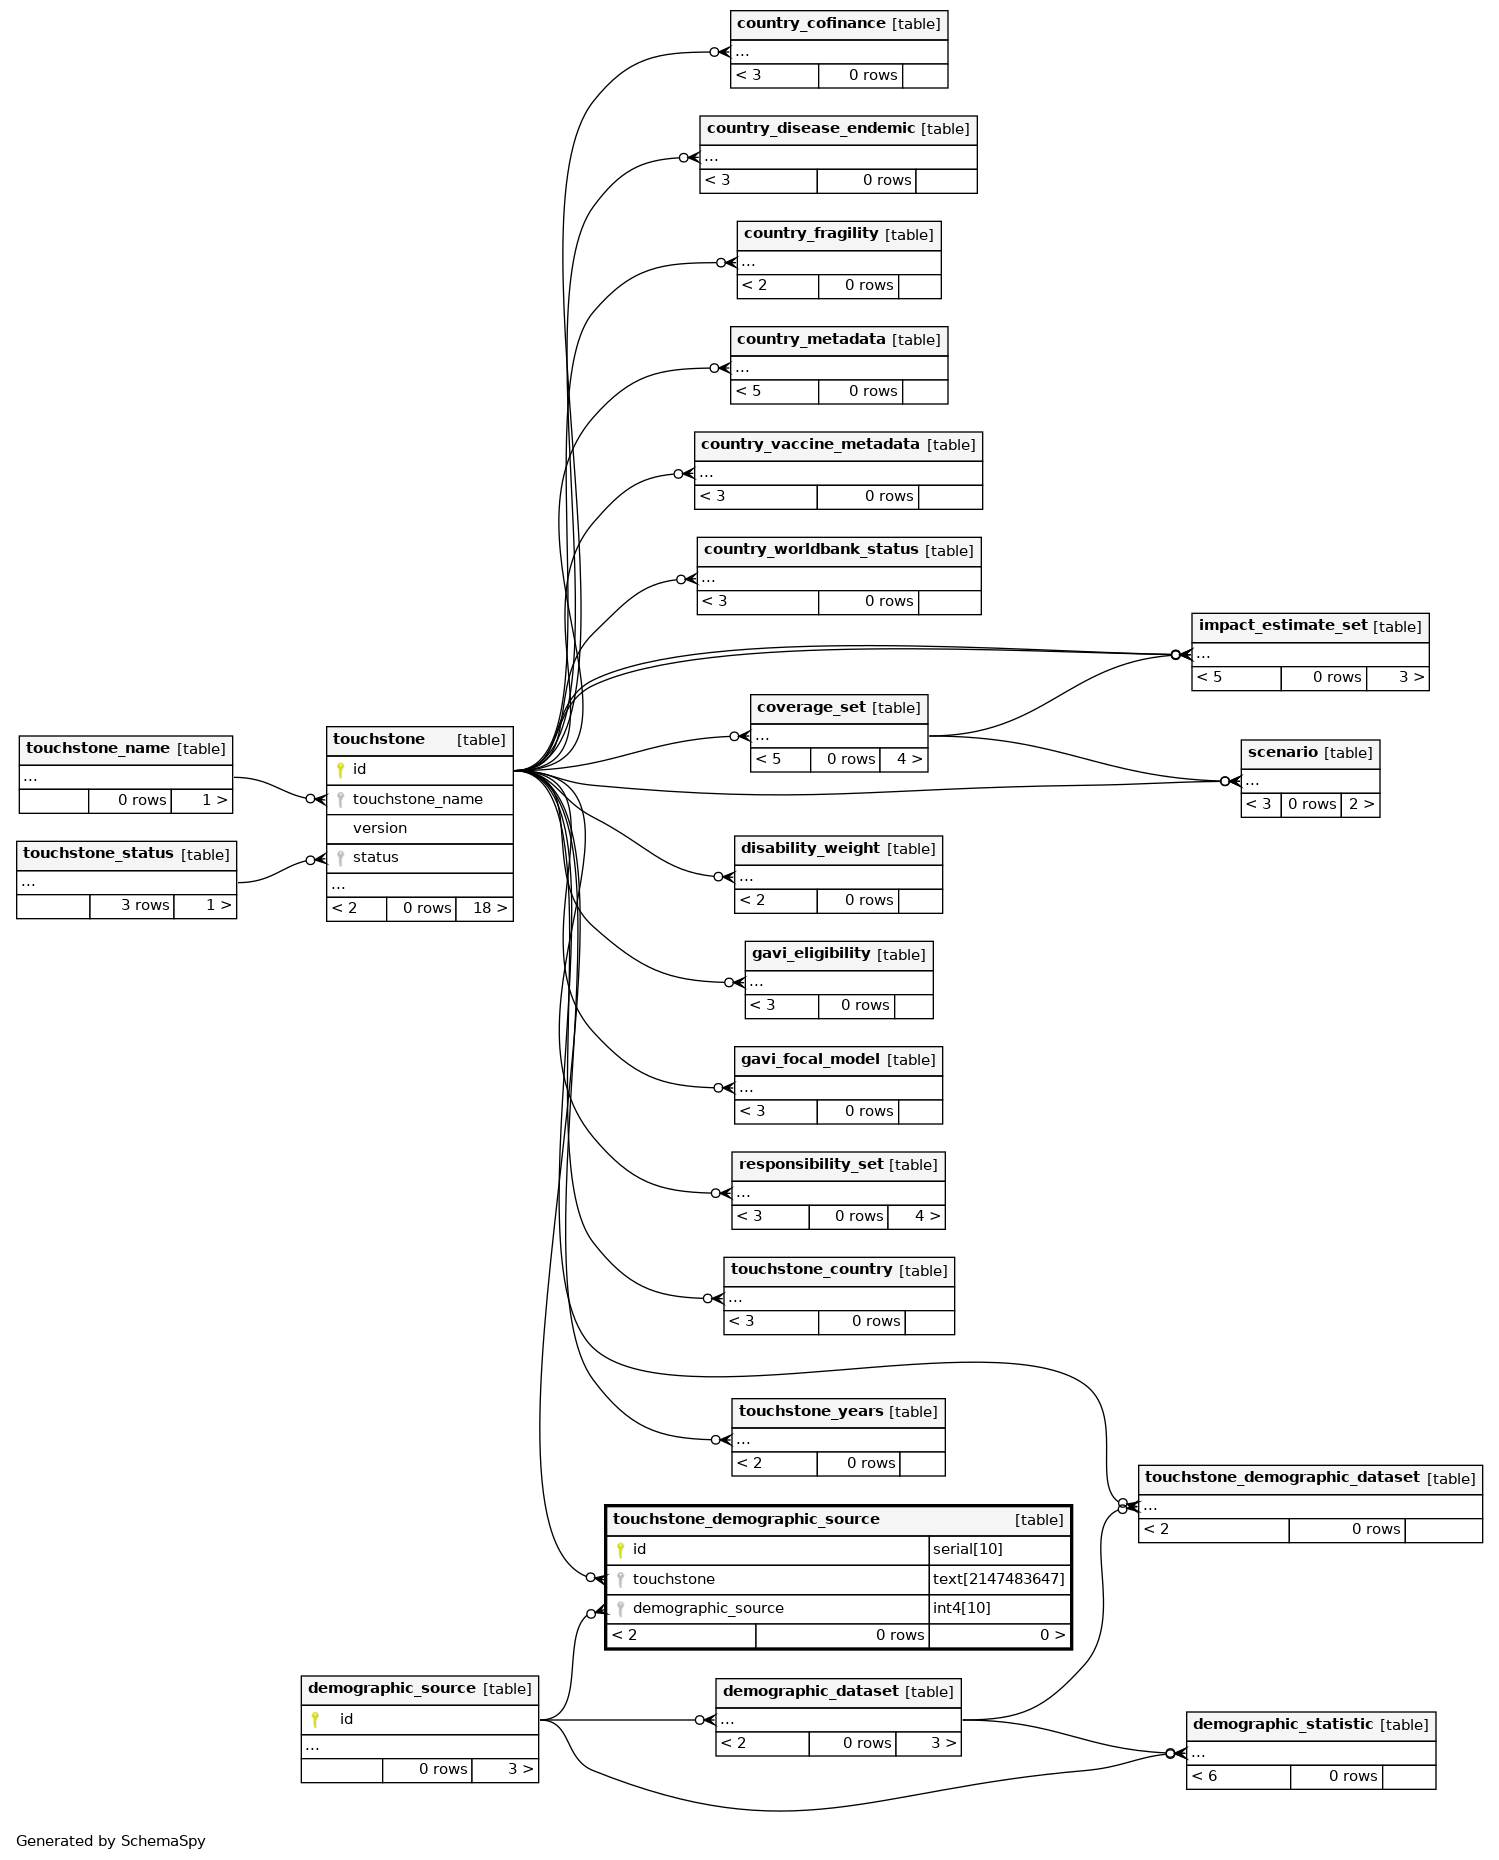 country_cofinance [table]
...
< 3 0 rows
country_disease_endemic [table]
...
< 3 0 rows
country_fragility [table]
...
< 2 0 rows
country_metadata [table]
...
< 5 0 rows
country_vaccine_metadata [table]
...
< 3 0 rows
country_worldbank_status [table]
...
< 3 0 rows
impact_estimate_set [table]
...
< 5 0 rows 3 >
coverage_set [table]
...
< 5 0 rows 4 >
scenario [table]
...
< 3 0 rows 2 >
touchstone_name [table]
...
0 rows 1 >
touchstone_status [table]
...
3 rows 1 >
touchstone [table]
id
touchstone_name
version
status
...
< 2 0 rows 18 >
disability_weight [table]
...
< 2 0 rows
gavi_eligibility [table]
...
< 3 0 rows
gavi_focal_model [table]
...
< 3 0 rows
responsibility_set [table]
...
< 3 0 rows 4 >
touchstone_country [table]
...
< 3 0 rows
touchstone_years [table]
...
< 2 0 rows
touchstone_demographic_dataset [table]
...
< 2 0 rows
touchstone_demographic_source [table]
id serial[10]
touchstone text[2147483647]
demographic_source int4[10]
< 2 0 rows 0 >
demographic_source [table]
id
...
0 rows 3 >
demographic_dataset [table]
...
< 2 0 rows 3 >
demographic_statistic [table]
...
< 6 0 rows
Generated by SchemaSpy